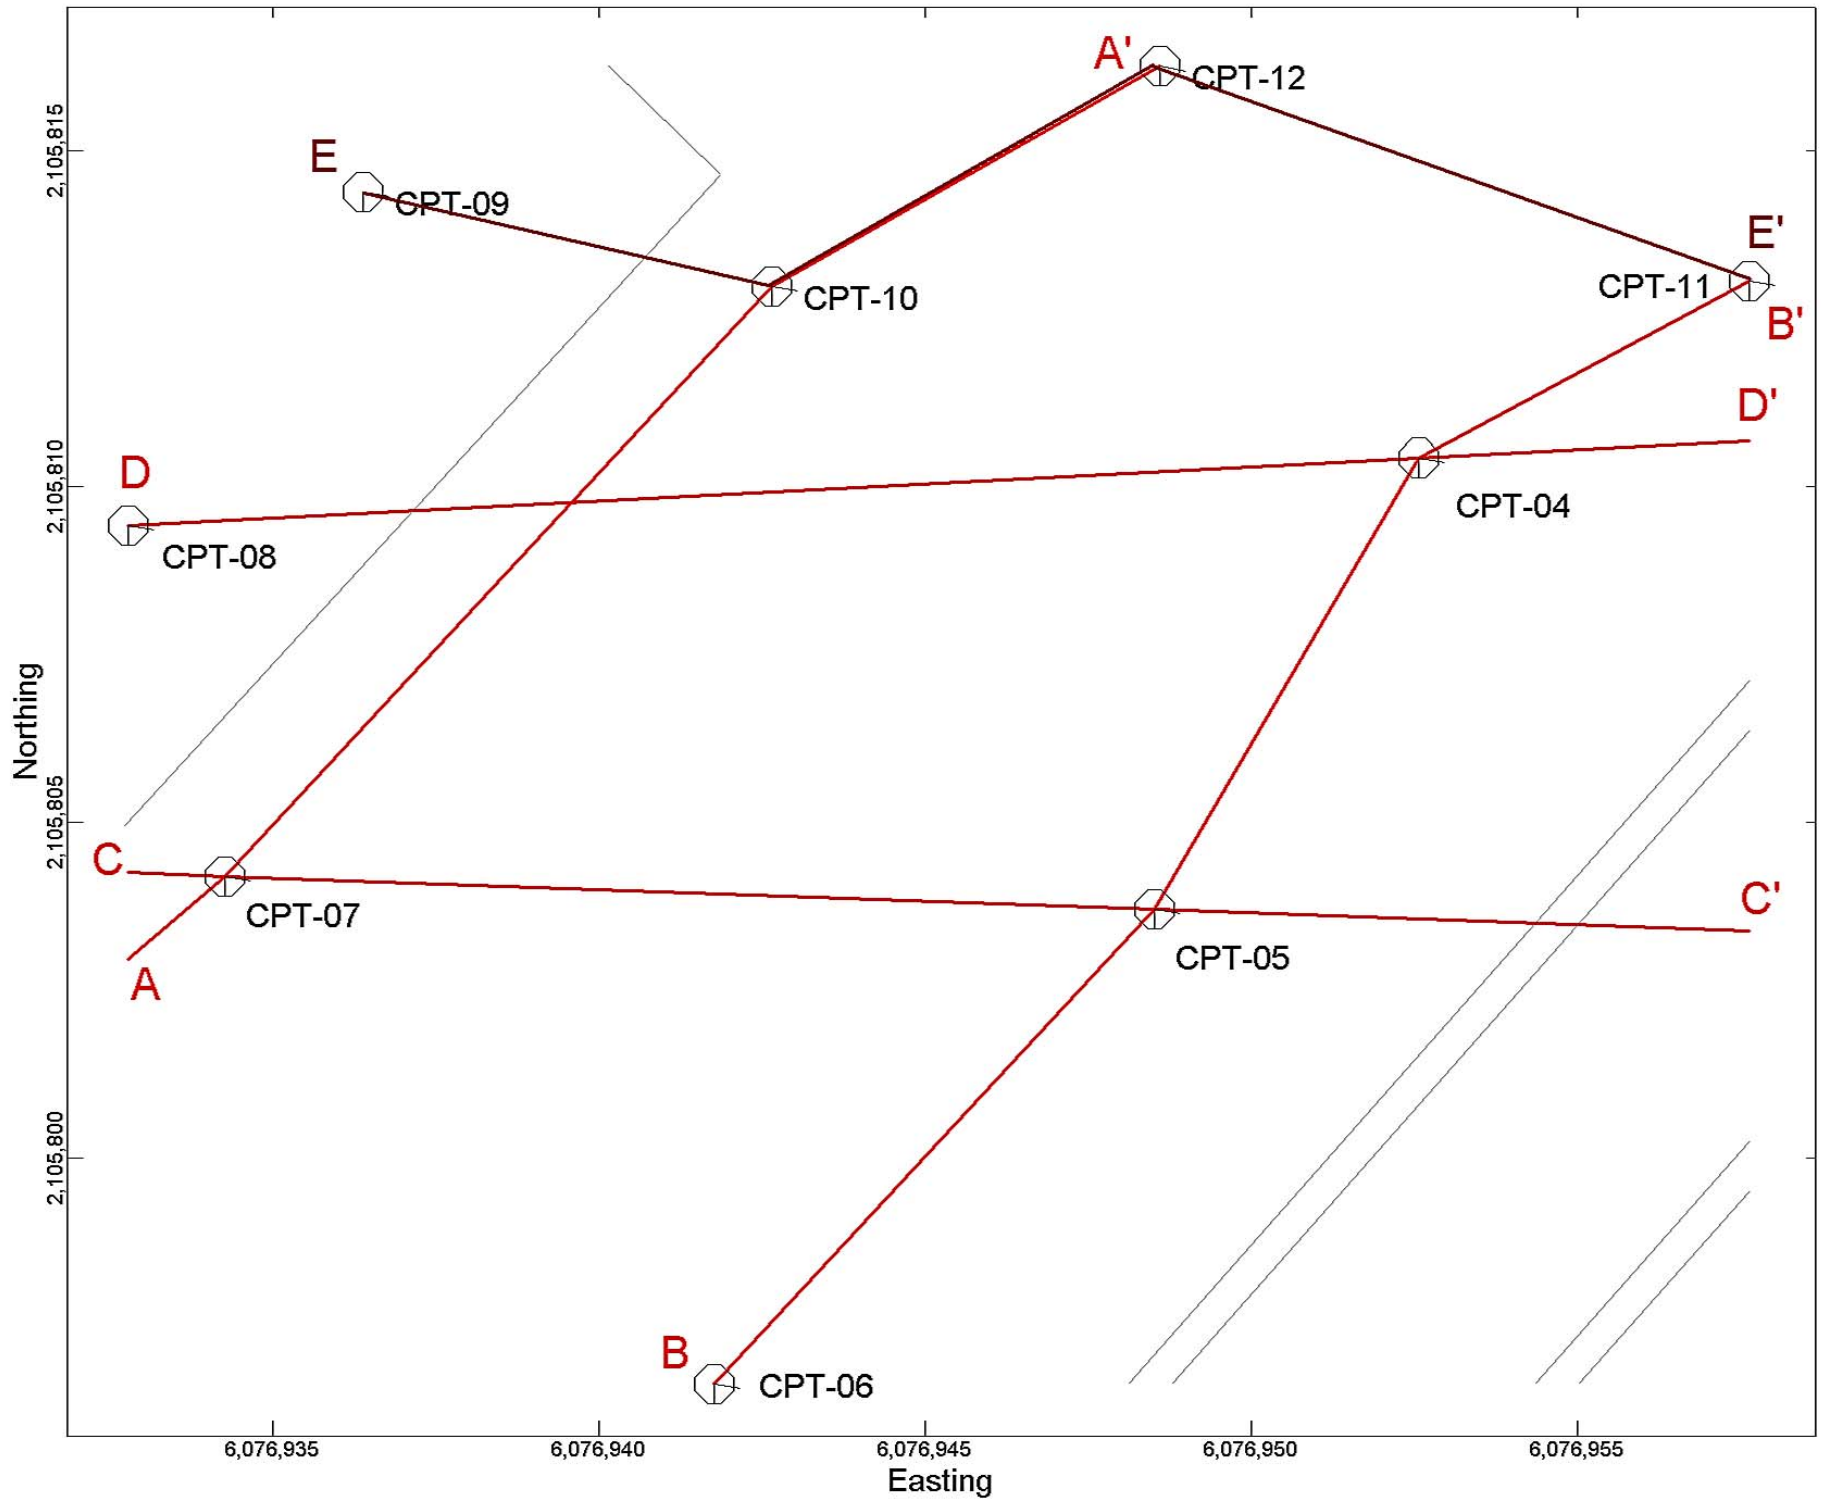 A'
CPT-12
2,105,815
E
CPT-09
E'
CPT-11
CPT-10
B'
D'
2,105,810
D
CPT-04
CPT-08
Northing
2,105,805
C
C'
CPT-07
CPT-05
A
2,105,800
B
CPT-06
6,076,935
6,076,940
6,076,945
6,076,950
6,076,955
Easting